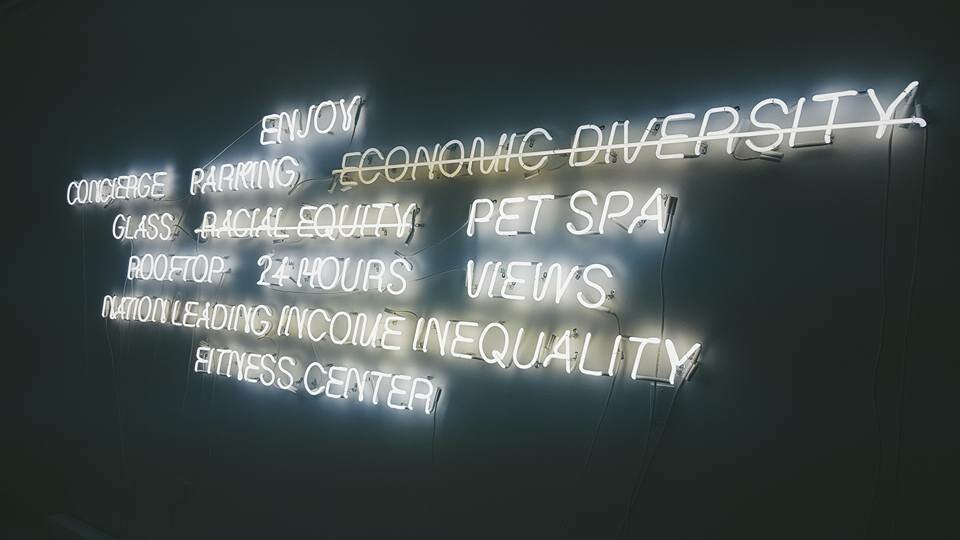 ENJOY
CONCIERGE PARKING ECONOMIC DIVERSITY
GLASS RACIAL EQUITY PET SPA
ROOFTOP 24 HOURS VIEWS
NATION LEADING INCOME INEQUALITY
FITNESS CENTER